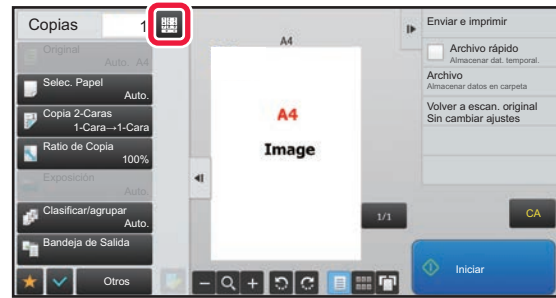 Copias 1
Original
Auto. A4
Selec. Papel
Auto.
Copia 2-Caras
1-Cara→1-Cara
Ratio de Copia
100%
Exposición
Auto.
Clasificar/agrupar
Auto.
Bandeja de Salida
Otros
A4
A4
Image
1/1
Enviar e imprimir
Archivo rápido
Almacenar dat. temporal.
Archivo
Almacenar datos en carpeta
Volver a escan. original
Sin cambiar ajustes
CA
Iniciar